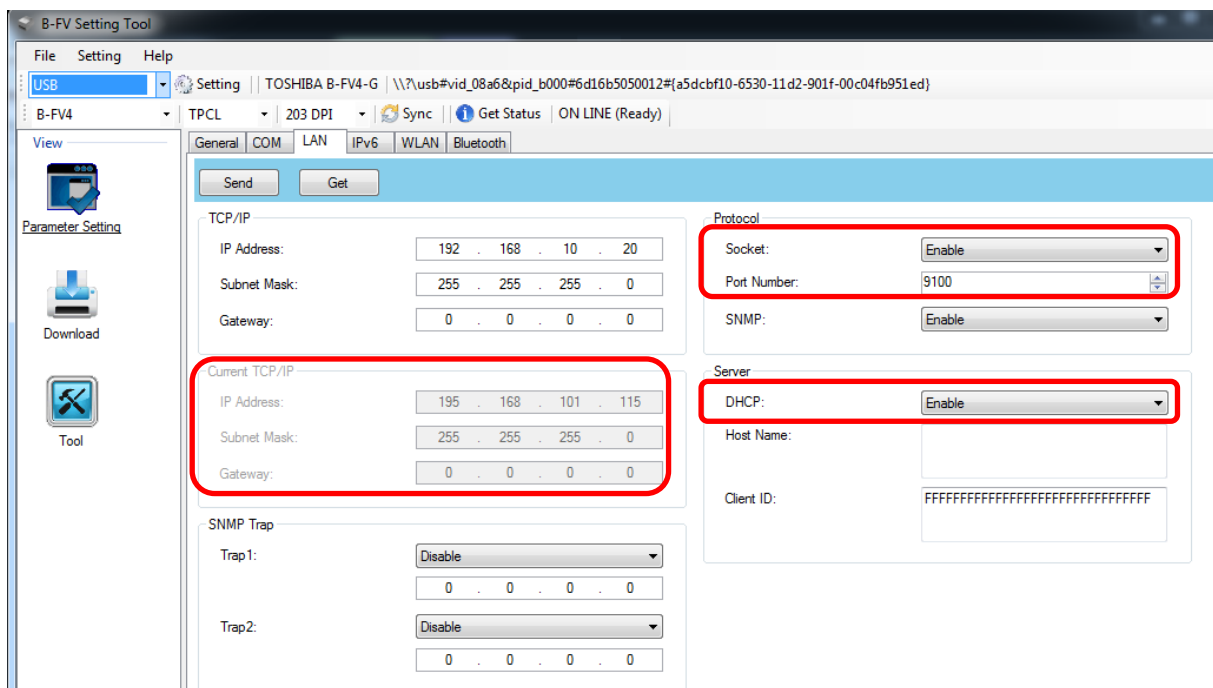 B-FV Setting Tool
File Setting Help
USB Setting TOSHIBA B-FV4-G \\?\usb#vid_08a6&pid_b000#6d16b5050012#{a5dcbf10-6530-11d2-901f-00c04fb951ed}
B-FV4 TPCL 203 DPI Sync Get Status ON LINE (Ready)
View
General COM LAN IPv6 WLAN Bluetooth
Parameter Setting
Download
Tool
Send Get
TCP/IP
IP Address: 192 . 168 . 10 . 20
Subnet Mask: 255 . 255 . 255 . 0
Gateway: 0 . 0 . 0 . 0
Current TCP/IP
IP Address: 195 . 168 . 101 . 115
Subnet Mask: 255 . 255 . 255 . 0
Gateway: 0 . 0 . 0 . 0
SNMP Trap
Trap1: Disable
0 . 0 . 0 . 0
Trap2: Disable
0 . 0 . 0 . 0
Protocol
Socket: Enable
Port Number: 9100
SNMP: Enable
Server
DHCP: Enable
Host Name:
Client ID: FFFFFFFFFFFFFFFFFFFFFFFFFFFFFFFF